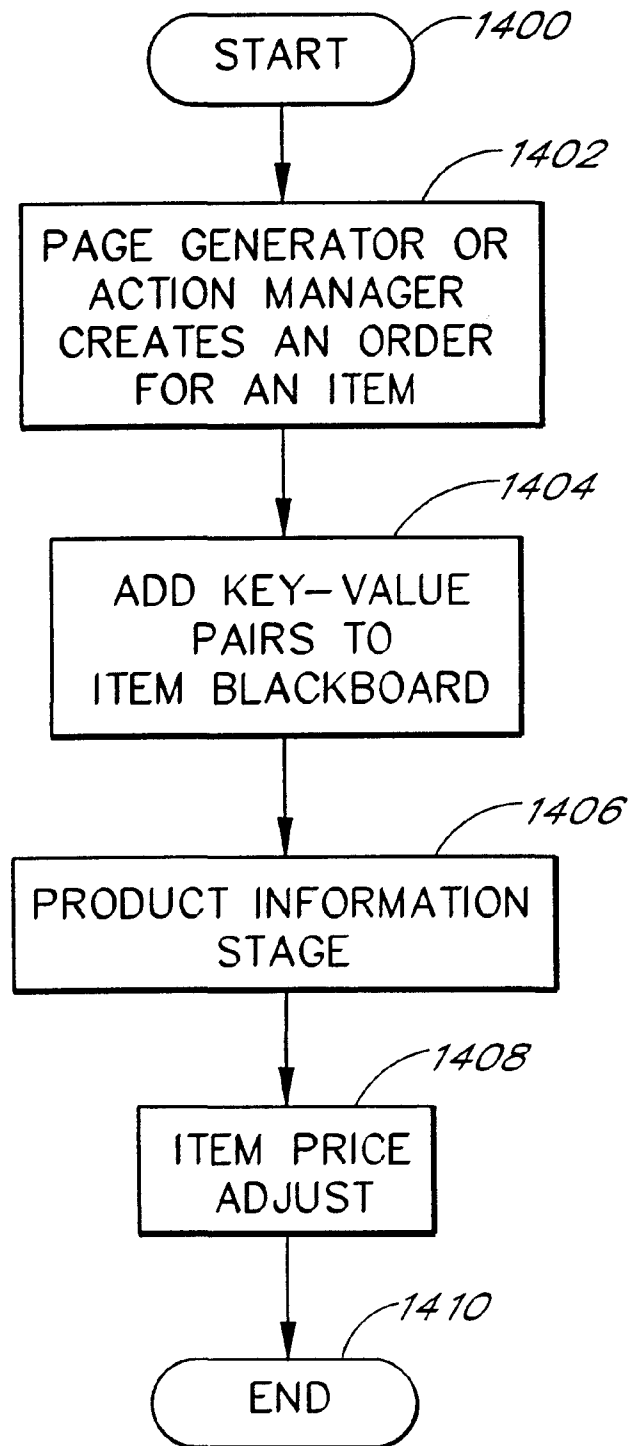 1400
START
1402
PAGE GENERATOR OR
ACTION MANAGER
CREATES AN ORDER
FOR AN ITEM
1404
ADD KEY-VALUE
PAIRS TO
ITEM BLACKBOARD
1406
PRODUCT INFORMATION
STAGE
1408
ITEM PRICE
ADJUST
1410
END